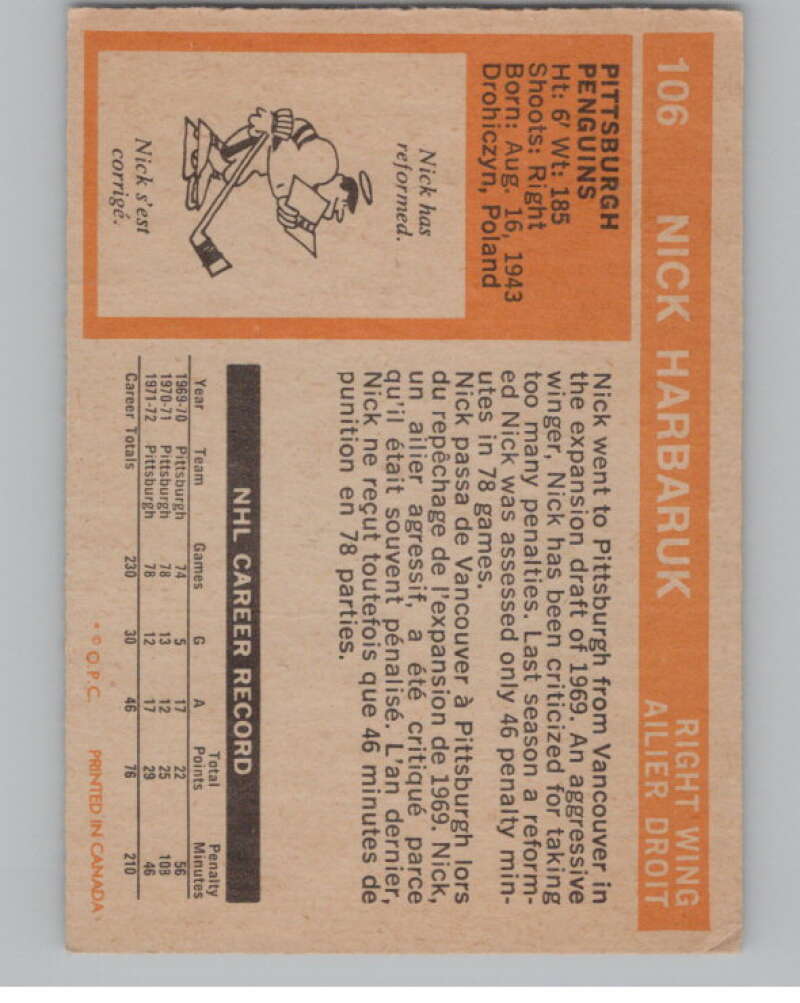 106 NICK HARBARUK RIGHT WING
AILIER DROIT
PITTSBURGH
PENGUINS
Ht: 6' Wt: 185
Shoots: Right
Born: Aug. 16, 1943
Drohiczyn, Poland
Nick has
reformed.
Nick s'est
corrigé.
Nick went to Pittsburgh from Vancouver in
the expansion draft of 1969. An aggressive
winger, Nick has been criticized for taking
too many penalties. Last season a reform-
ed Nick was assessed only 46 penalty min-
utes in 78 games.
Nick passa de Vancouver à Pittsburgh lors
du repêchage de l'expansion de 1969. Nick,
un ailier agressif, a été critiqué parce
qu'il était souvent pénalisé. L'an dernier,
Nick ne reçut toutefois que 46 minutes de
punition en 78 parties.
NHL CAREER RECORD
Year Team Games G A Total Points Penalty Minutes
1969-70 Pittsburgh 74 5 17 22 56
1970-71 Pittsburgh 78 13 12 25 108
1971-72 Pittsburgh 78 12 17 29 46
Career Totals 230 30 46 76 210
* © O.P.C. PRINTED IN CANADA *